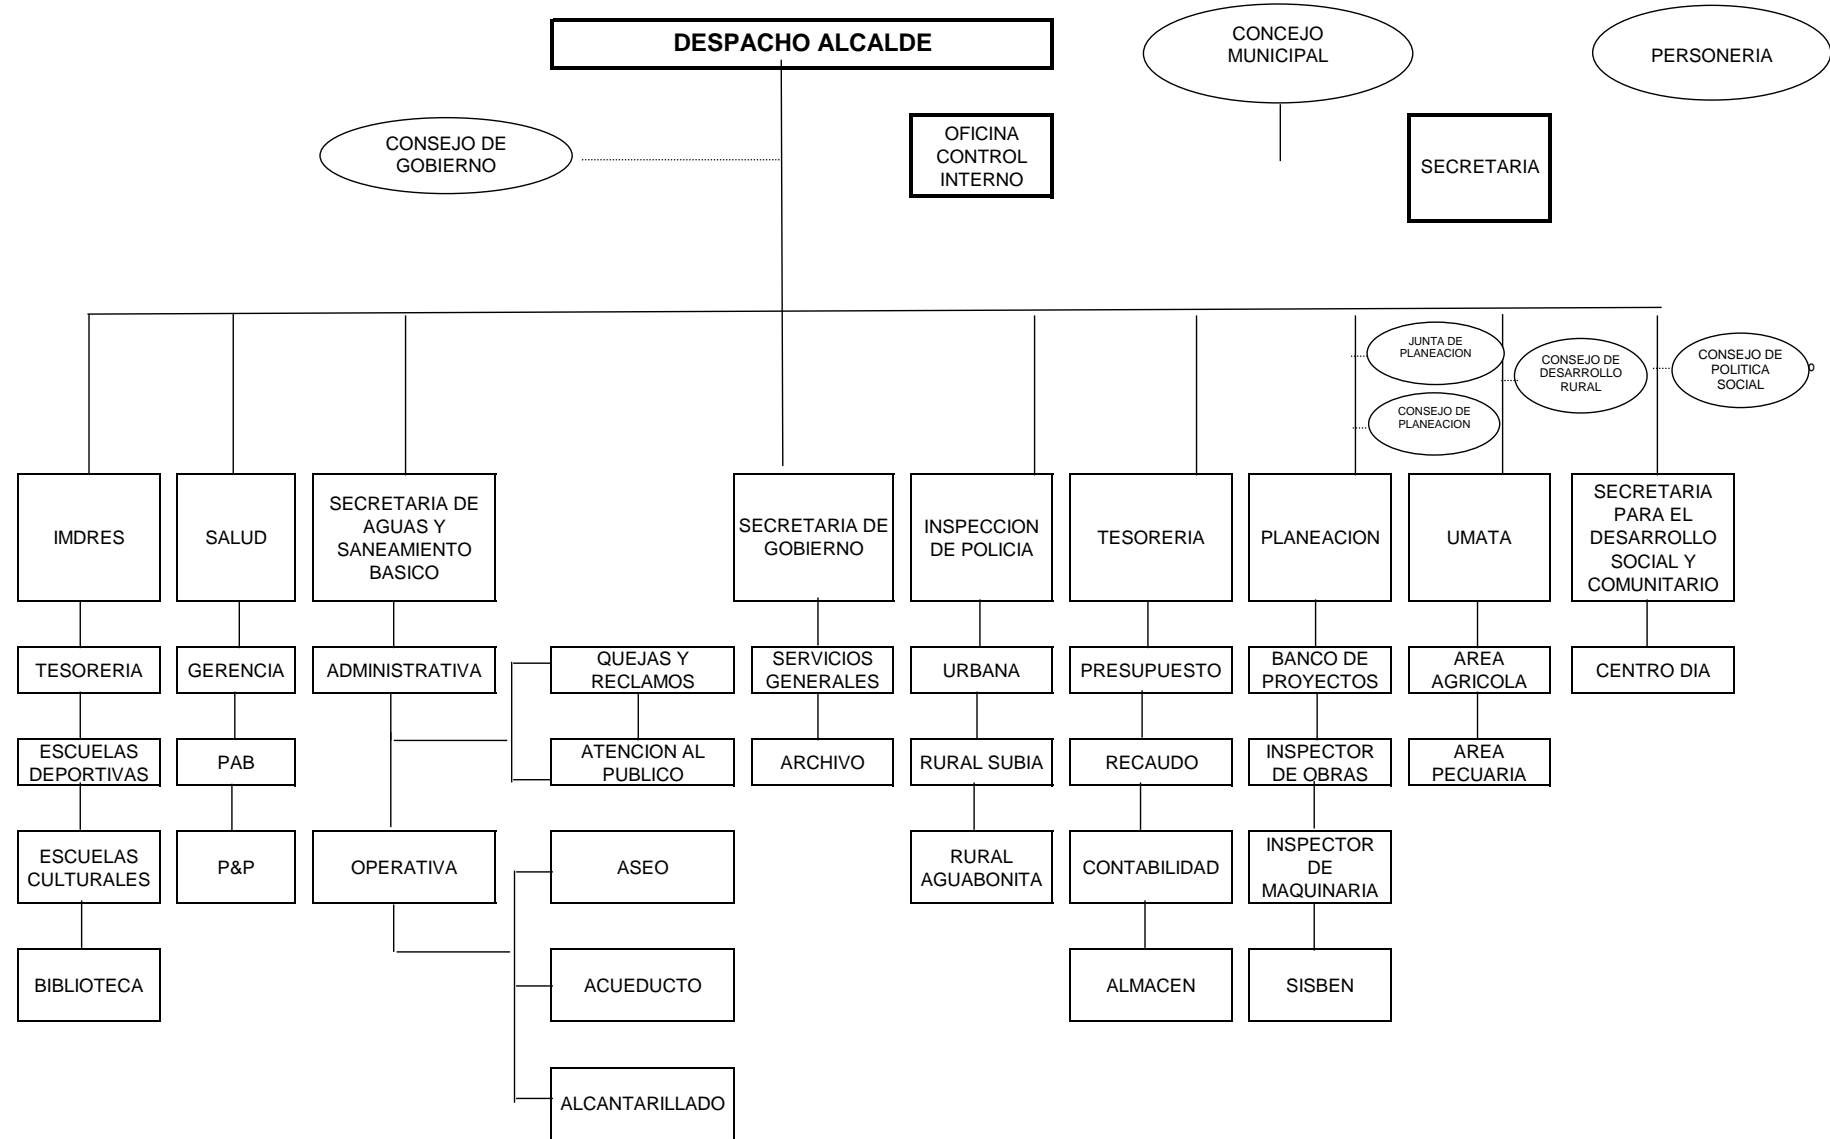 DESPACHO ALCALDE
CONCEJO
MUNICIPAL
PERSONERIA
CONSEJO DE
GOBIERNO
OFICINA
CONTROL
INTERNO
SECRETARIA
JUNTA DE
PLANEACION
CONSEJO DE
PLANEACION
CONSEJO DE
DESARROLLO
RURAL
CONSEJO DE
POLITICA
SOCIAL
o
IMDRES
SALUD
SECRETARIA DE
AGUAS Y
SANEAMIENTO
BASICO
SECRETARIA DE
GOBIERNO
INSPECCION
DE POLICIA
TESORERIA
PLANEACION
UMATA
SECRETARIA
PARA EL
DESARROLLO
SOCIAL Y
COMUNITARIO
TESORERIA
GERENCIA
ADMINISTRATIVA
QUEJAS Y
RECLAMOS
SERVICIOS
GENERALES
URBANA
PRESUPUESTO
BANCO DE
PROYECTOS
AREA
AGRICOLA
CENTRO DIA
ESCUELAS
DEPORTIVAS
PAB
ATENCION AL
PUBLICO
ARCHIVO
RURAL SUBIA
RECAUDO
INSPECTOR
DE OBRAS
AREA
PECUARIA
ESCUELAS
CULTURALES
P&P
OPERATIVA
ASEO
RURAL
AGUABONITA
CONTABILIDAD
INSPECTOR
DE
MAQUINARIA
BIBLIOTECA
ACUEDUCTO
ALMACEN
SISBEN
ALCANTARILLADO